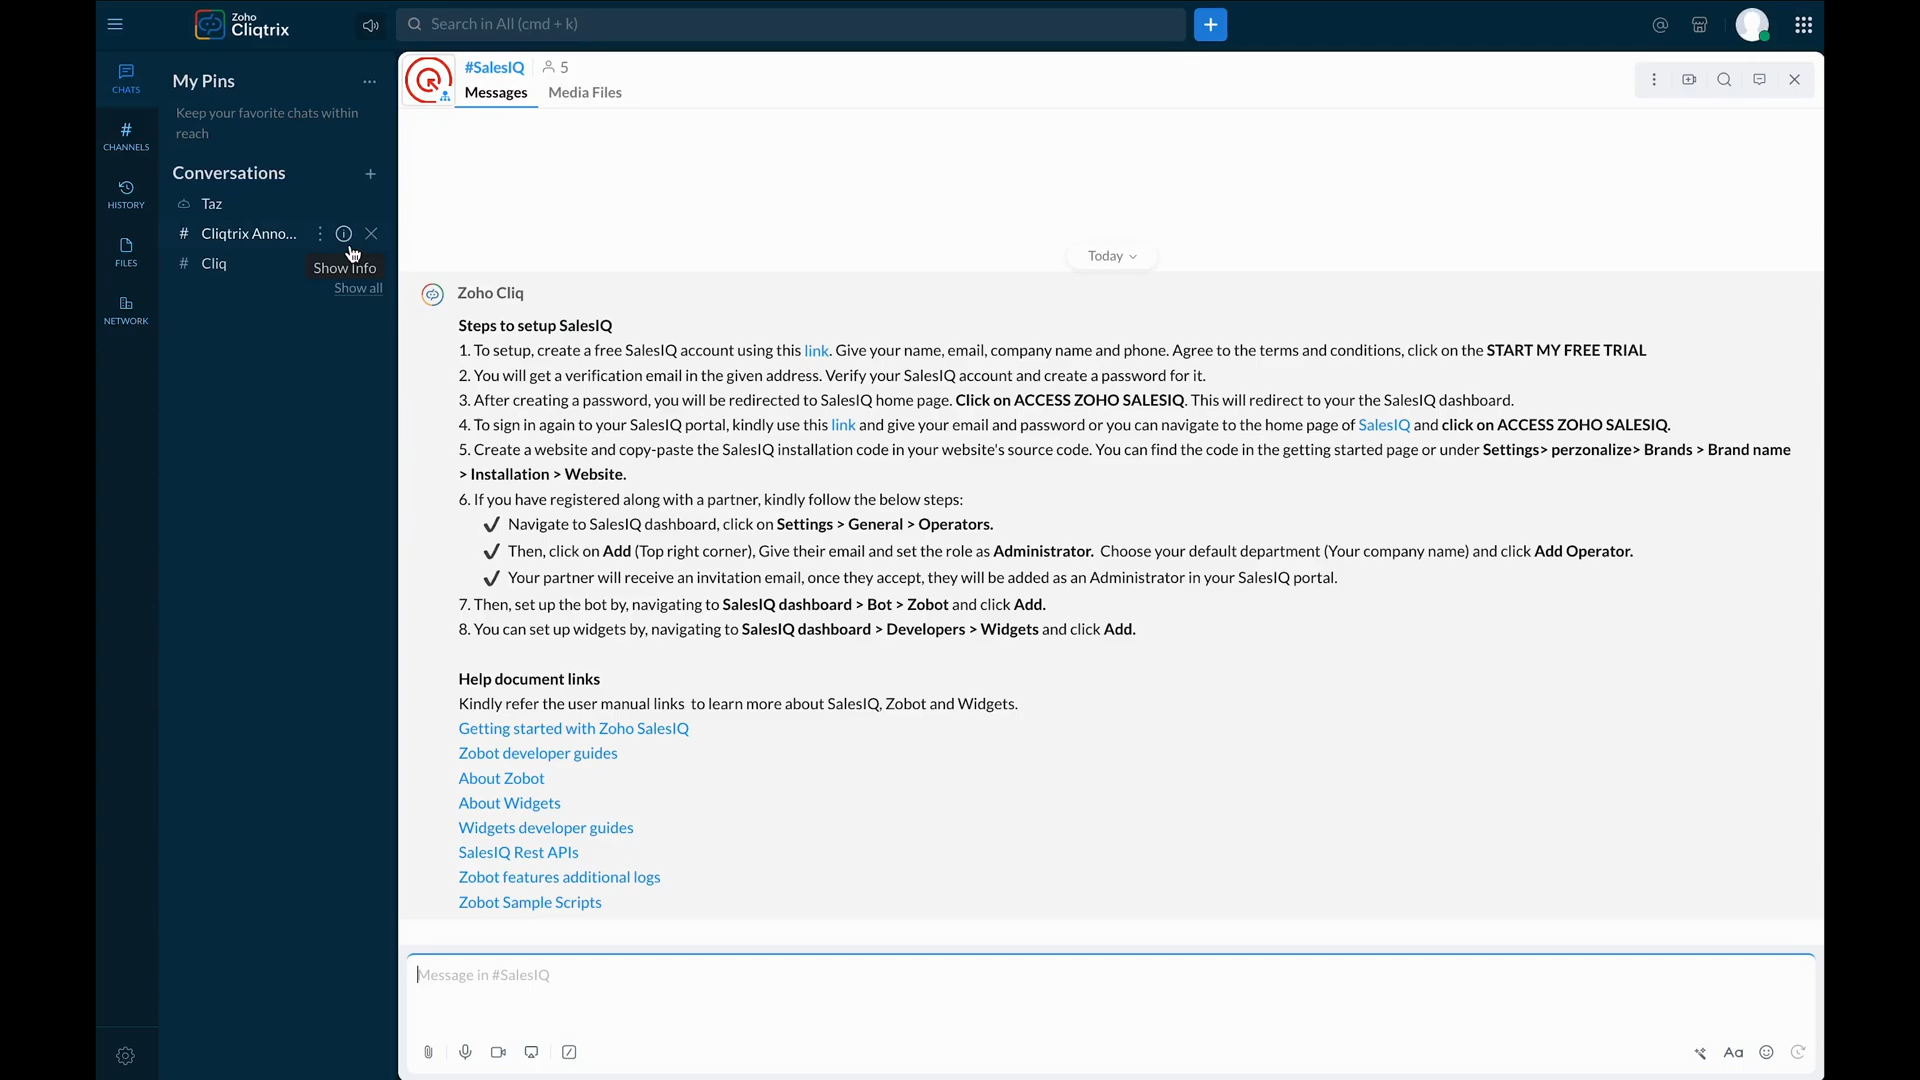 Zoho
Cliqtrix
Search in All (cmd + k)
CHATS
CHANNELS
HISTORY
FILES
NETWORK
My Pins
Keep your favorite chats within
reach
Conversations
Taz
# Cliqtrix Anno...
# Cliq
Show Info
Show all
#SalesIQ 5
Messages Media Files
Today
Zoho Cliq
Steps to setup SalesIQ
1. To setup, create a free SalesIQ account using this link. Give your name, email, company name and phone. Agree to the terms and conditions, click on the START MY FREE TRIAL
2. You will get a verification email in the given address. Verify your SalesIQ account and create a password for it.
3. After creating a password, you will be redirected to SalesIQ home page. Click on ACCESS ZOHO SALESIQ. This will redirect to your the SalesIQ dashboard.
4. To sign in again to your SalesIQ portal, kindly use this link and give your email and password or you can navigate to the home page of SalesIQ and click on ACCESS ZOHO SALESIQ.
5. Create a website and copy-paste the SalesIQ installation code in your website's source code. You can find the code in the getting started page or under Settings> perzonalize> Brands > Brand name
> Installation > Website.
6. If you have registered along with a partner, kindly follow the below steps:
✔ Navigate to SalesIQ dashboard, click on Settings > General > Operators.
✔ Then, click on Add (Top right corner), Give their email and set the role as Administrator. Choose your default department (Your company name) and click Add Operator.
✔ Your partner will receive an invitation email, once they accept, they will be added as an Administrator in your SalesIQ portal.
7. Then, set up the bot by, navigating to SalesIQ dashboard > Bot > Zobot and click Add.
8. You can set up widgets by, navigating to SalesIQ dashboard > Developers > Widgets and click Add.
Help document links
Kindly refer the user manual links to learn more about SalesIQ, Zobot and Widgets.
Getting started with Zoho SalesIQ
Zobot developer guides
About Zobot
About Widgets
Widgets developer guides
SalesIQ Rest APIs
Zobot features additional logs
Zobot Sample Scripts
Message in #SalesIQ
Aa